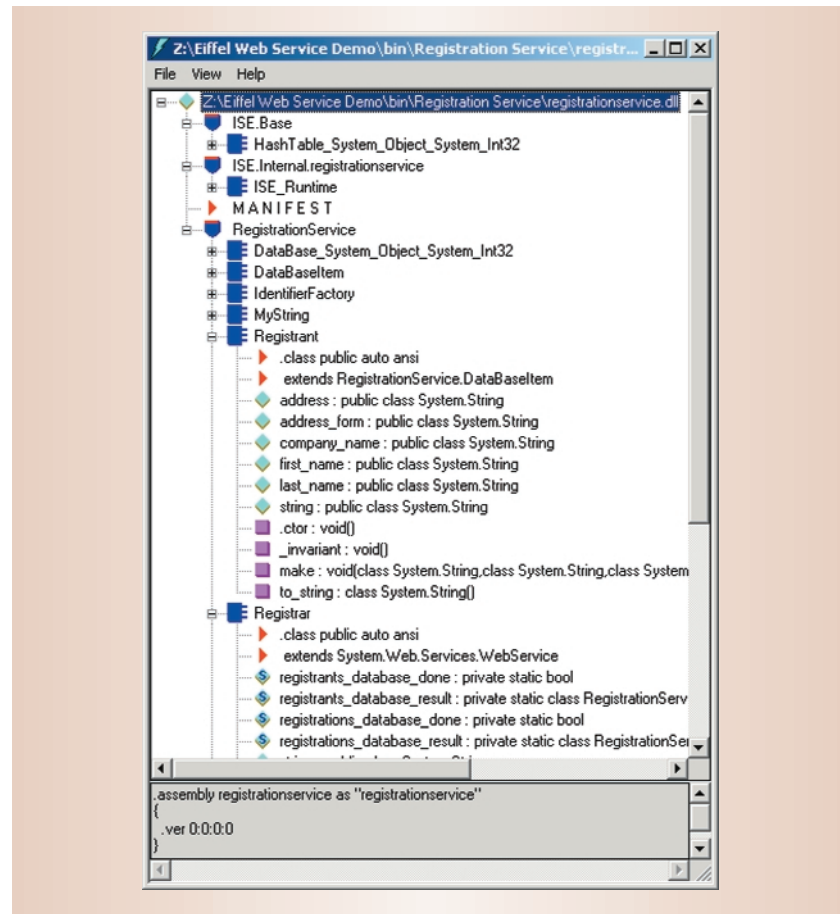 Z:\Eiffel Web Service Demo\bin\Registration Service\registr...
File View Help
Z:\Eiffel Web Service Demo\bin\Registration Service\registrationservice.dll
ISE.Base
HashTable_System_Object_System_Int32
ISE.Internal.registrationservice
ISE_Runtime
MANIFEST
RegistrationService
DataBase_System_Object_System_Int32
DataBaseItem
IdentifierFactory
MyString
Registrant
.class public auto ansi
extends RegistrationService.DataBaseItem
address : public class System.String
address_form : public class System.String
company_name : public class System.String
first_name : public class System.String
last_name : public class System.String
string : public class System.String
.ctor : void()
_invariant : void()
make : void(class System.String,class System.String,class System
to_string : class System.String()
Registrar
.class public auto ansi
extends System.Web.Services.WebService
registrants_database_done : private static bool
registrants_database_result : private static class RegistrationServ
registrations_database_done : private static bool
registrations_database_result : private static class RegistrationSer
.assembly registrationservice as "registrationservice"
{
.ver 0:0:0:0
}